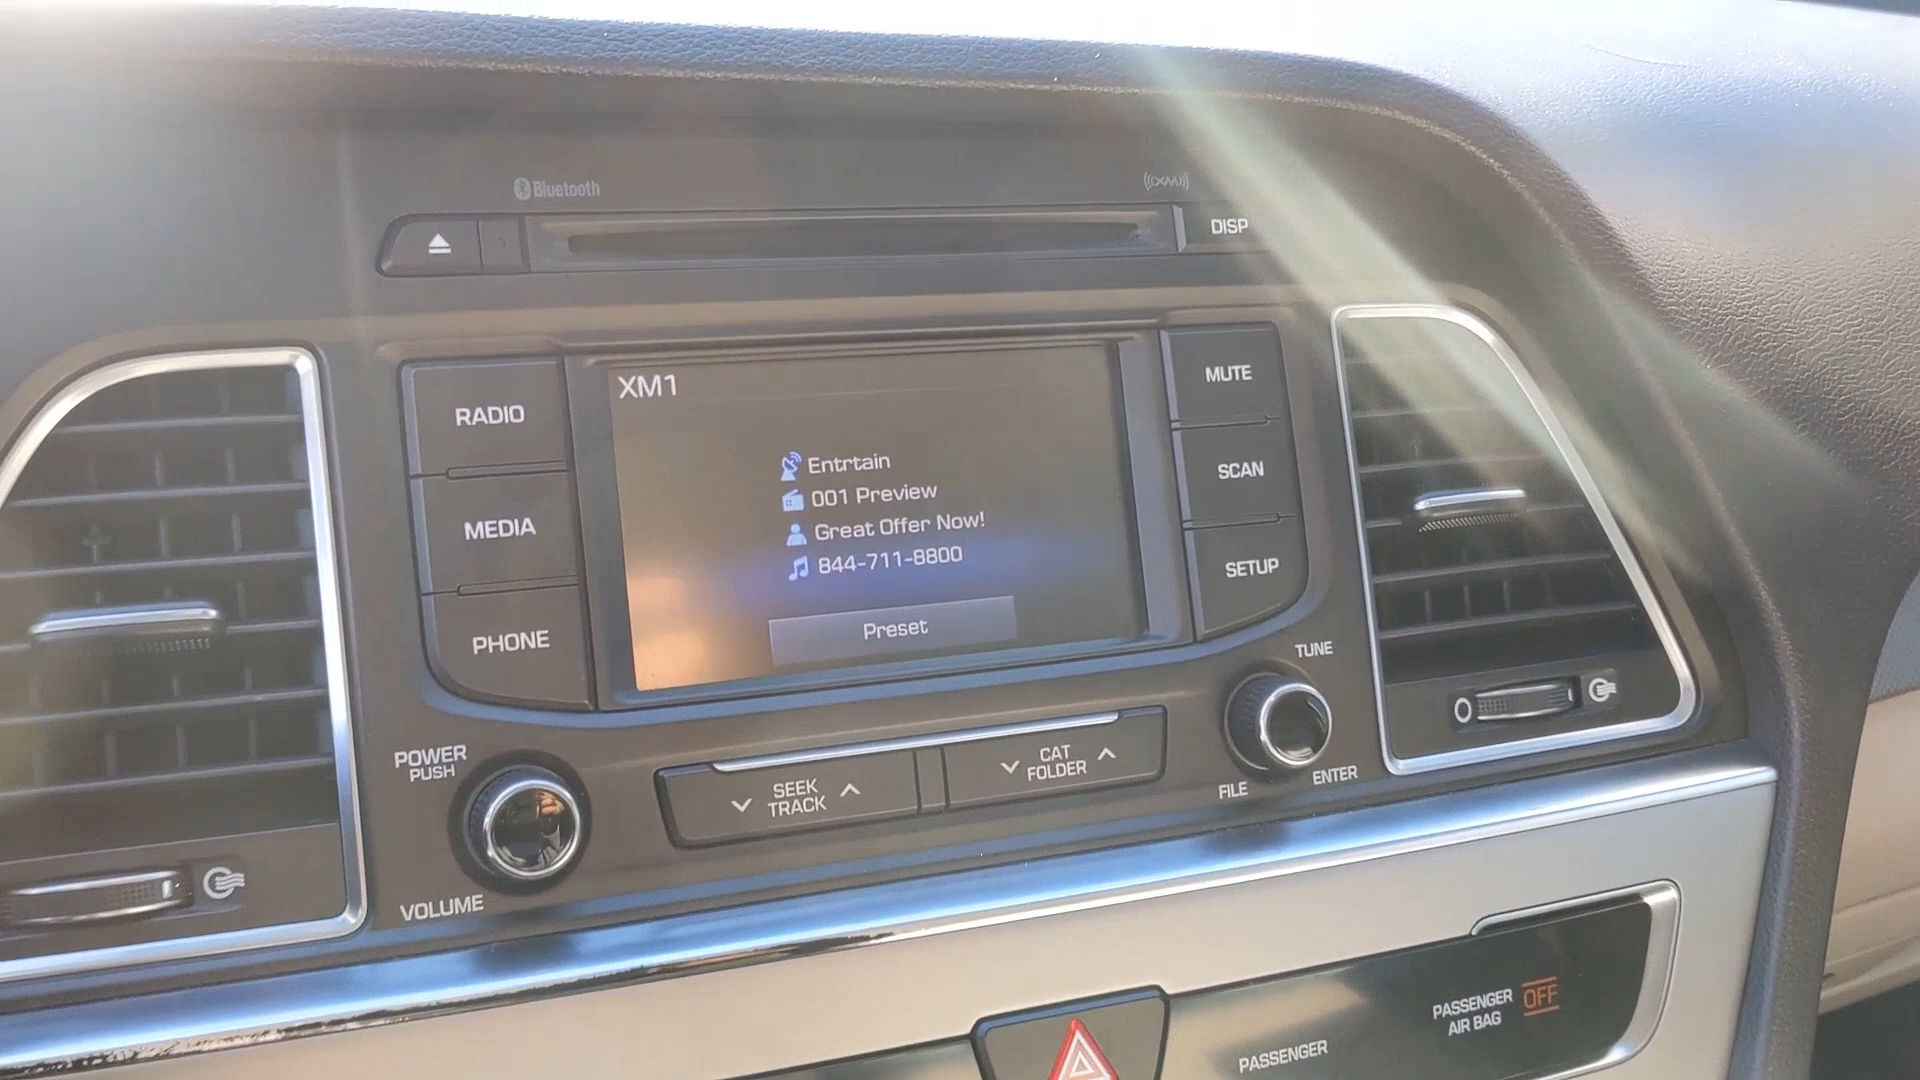 Bluetooth
((XM))
DISP
RADIO
MEDIA
PHONE
XM1
Entrtain
001 Preview
Great Offer Now!
844-711-8800
Preset
MUTE
SCAN
SETUP
POWER
PUSH
VOLUME
SEEK
TRACK
CAT
FOLDER
TUNE
FILE
ENTER
PASSENGER
AIR BAG
OFF
PASSENGER